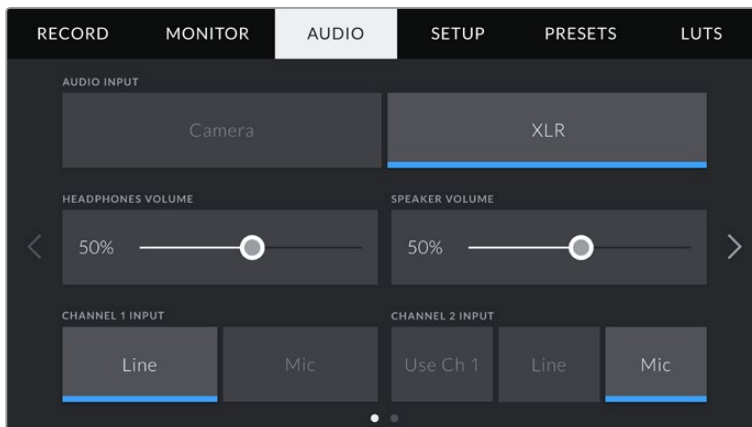 RECORD MONITOR AUDIO SETUP PRESETS LUTS
AUDIO INPUT
Camera XLR
HEADPHONES VOLUME SPEAKER VOLUME
50% 50%
CHANNEL 1 INPUT CHANNEL 2 INPUT
Line Mic Use Ch 1 Line Mic